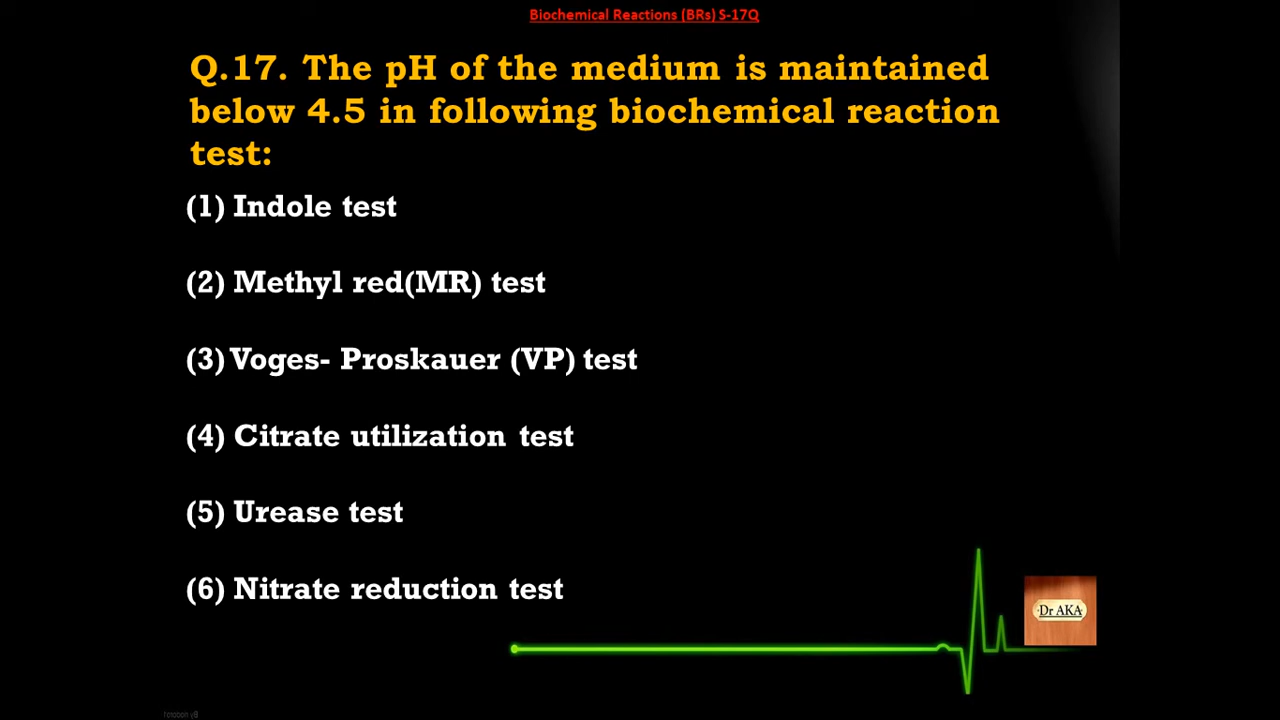 Biochemical Reactions (BRs) S-17Q
Q.17. The pH of the medium is maintained
below 4.5 in following biochemical reaction
test:
(1) Indole test
(2) Methyl red(MR) test
(3) Voges- Proskauer (VP) test
(4) Citrate utilization test
(5) Urease test
(6) Nitrate reduction test
Dr AKA